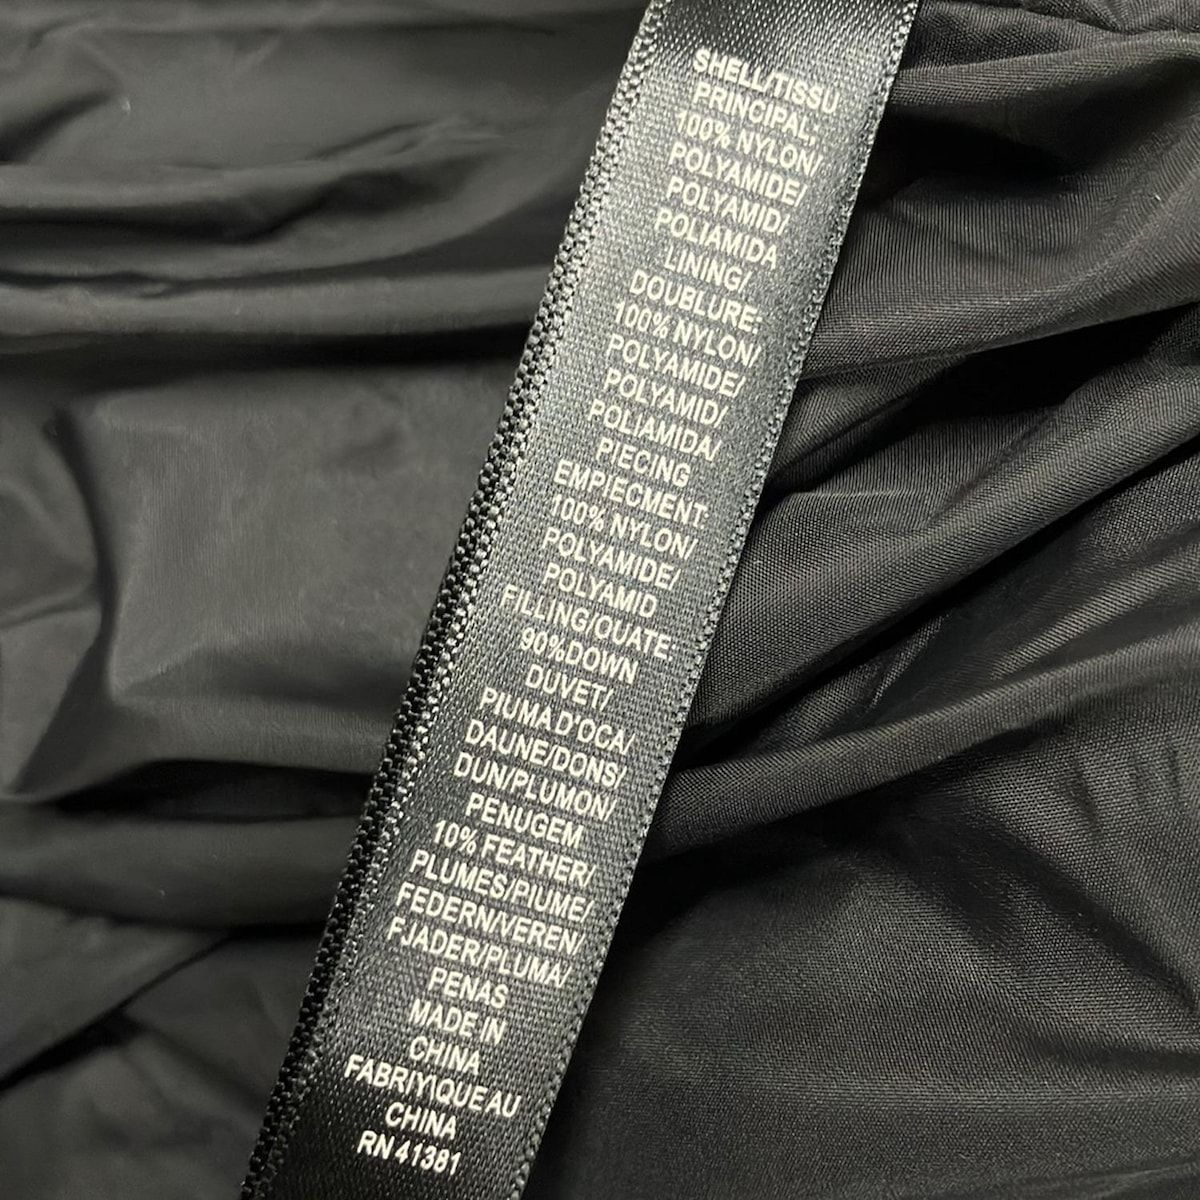 SHELL/TISSU
PRINCIPAL:
100% NYLON/
POLYAMIDE/
POLYAMID/
POLIAMIDA
LINING/
DOUBLURE:
100% NYLON/
POLYAMIDE/
POLYAMID/
POLIAMIDA/
PIECING
EMPIECMENT:
100% NYLON/
POLYAMIDE/
POLYAMID
FILLING/OUATE:
90%DOWN
DUVET/
PIUMA D'OCA/
DAUNE/DONS/
DUN/PLUMON/
PENUGEM
10% FEATHER/
PLUMES/PIUME/
FEDERN/VEREN/
FJADER/PLUMA/
PENAS
MADE IN
CHINA
FABRIYIQUE AU
CHINA
RN 41381